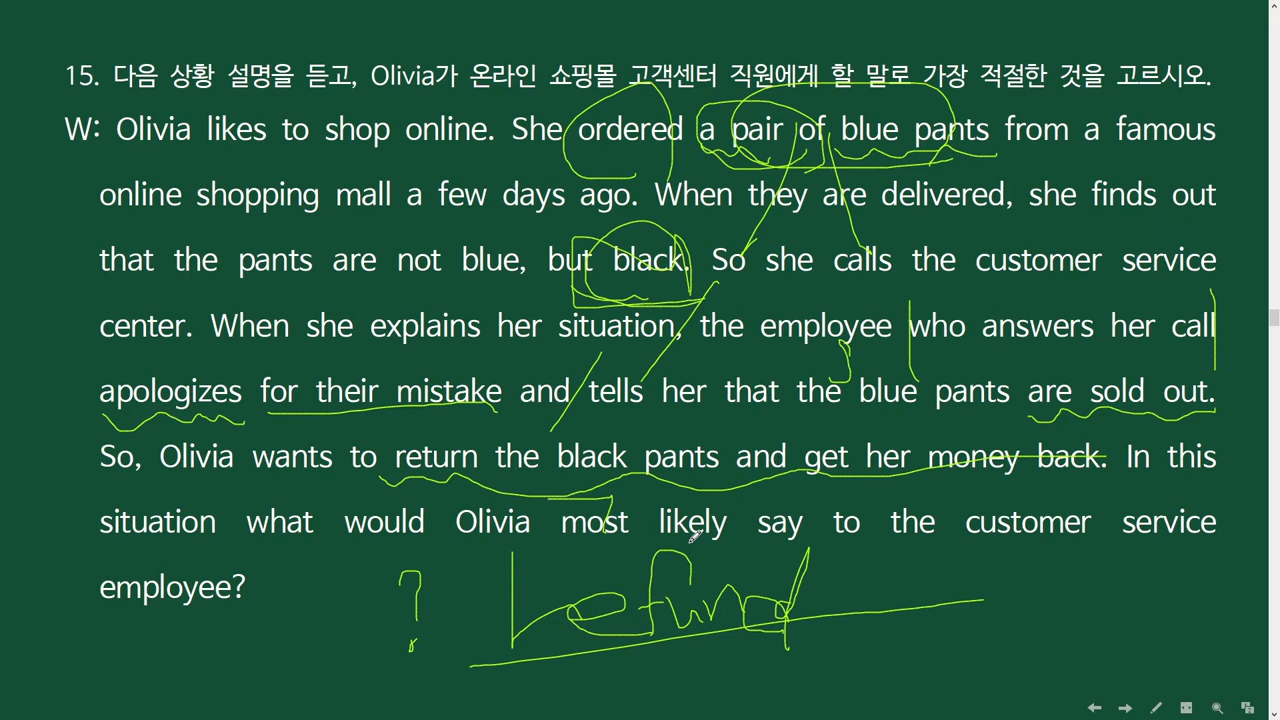 15. 다음 상황 설명을 듣고, Olivia가 온라인 쇼핑몰 고객센터 직원에게 할 말로 가장 적절한 것을 고르시오.
W: Olivia likes to shop online. She ordered a pair of blue pants from a famous
online shopping mall a few days ago. When they are delivered, she finds out
that the pants are not blue, but black. So she calls the customer service
center. When she explains her situation, the employee who answers her call
apologizes for their mistake and tells her that the blue pants are sold out.
So, Olivia wants to return the black pants and get her money back. In this
situation what would Olivia most likely say to the customer service
employee?
? refund